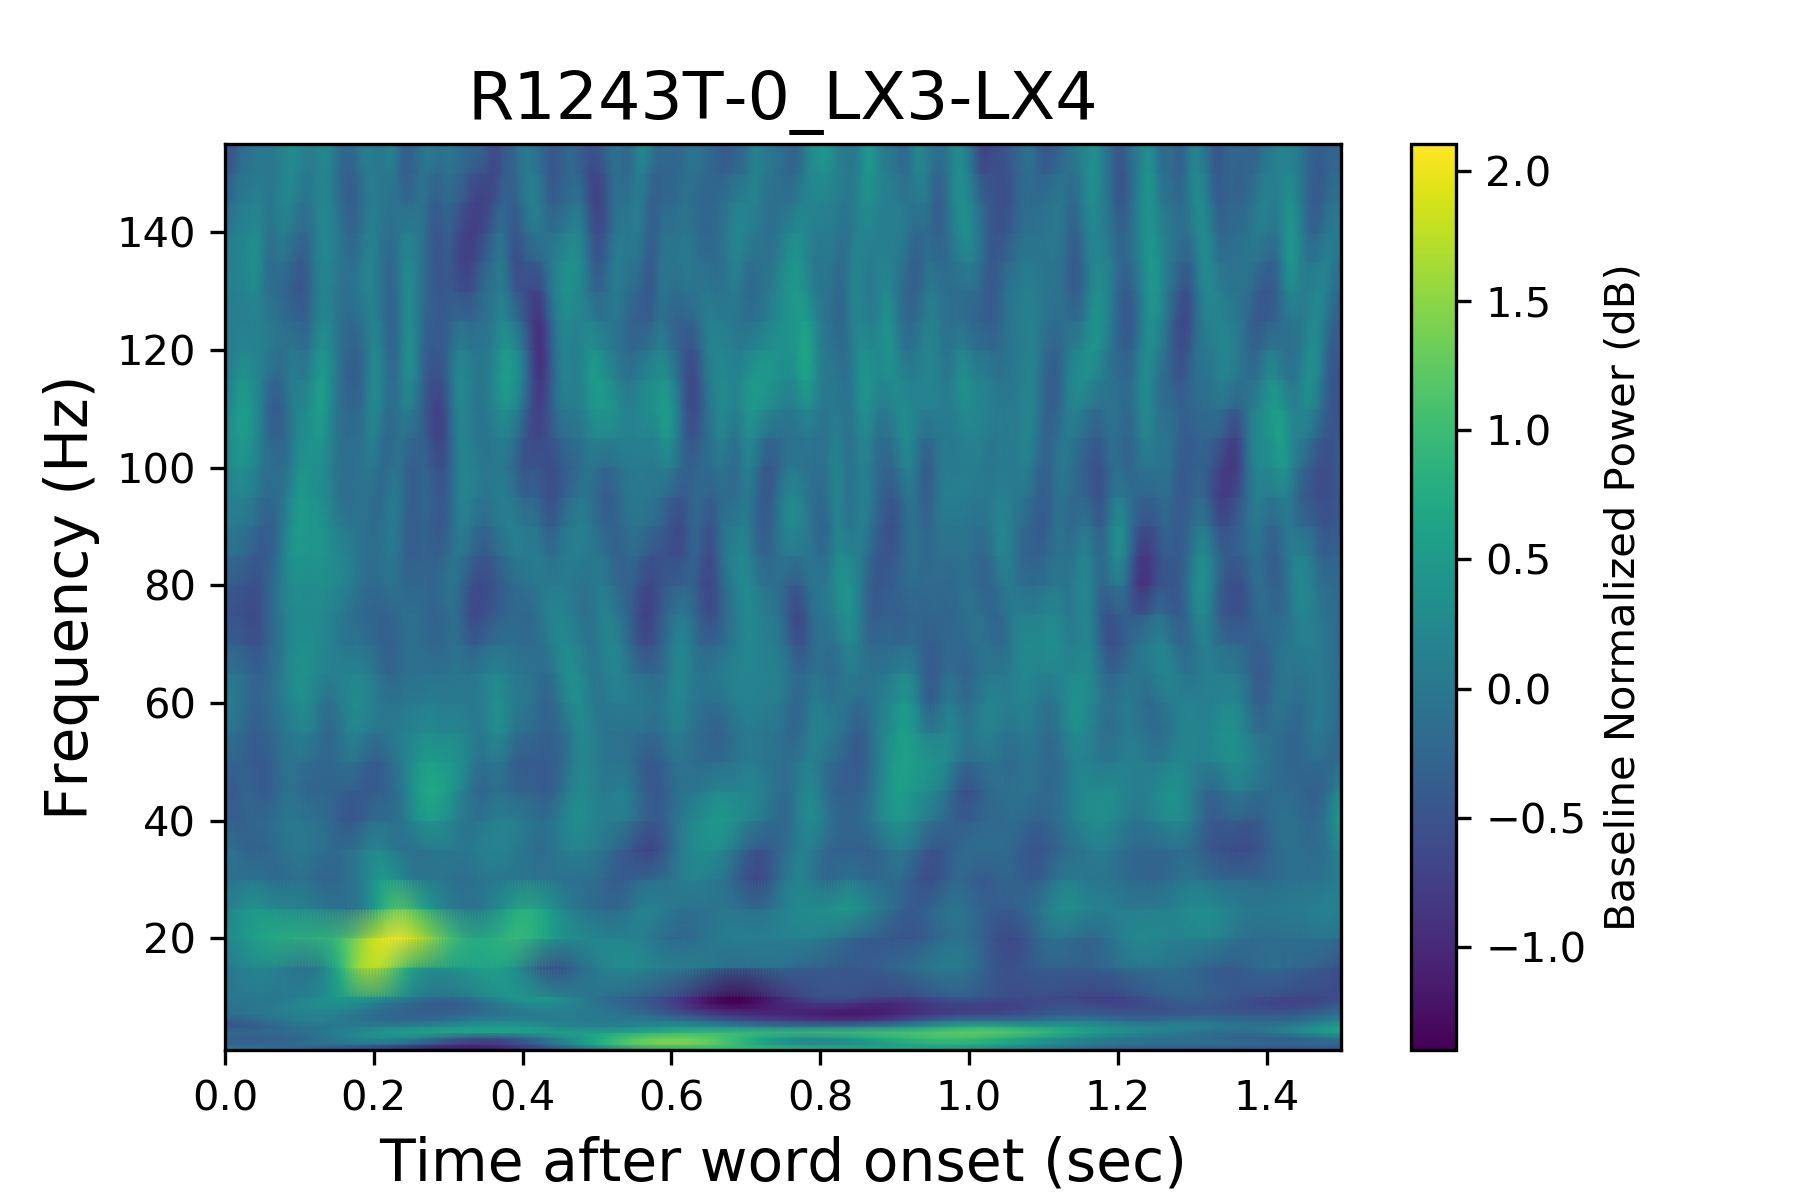 R1243T-0_LX3-LX4
Frequency (Hz)
140
120
100
80
60
40
20
0.0 0.2 0.4 0.6 0.8 1.0 1.2 1.4
Time after word onset (sec)
2.0
1.5
1.0
0.5
0.0
−0.5
−1.0
Baseline Normalized Power (dB)